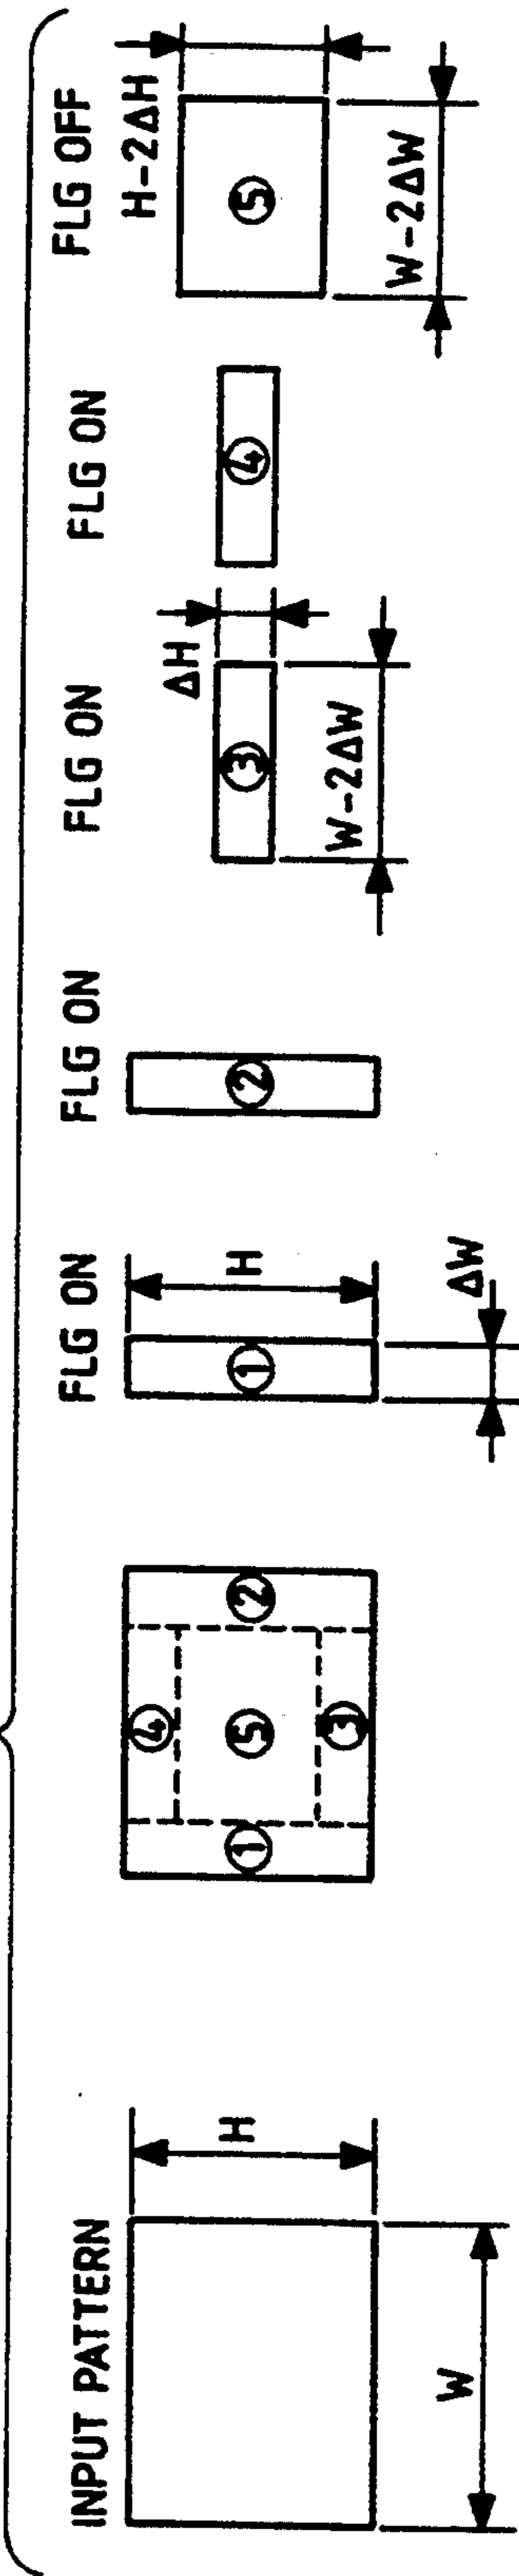 INPUT PATTERN
H
W
④
① ⑤ ②
③
FLG ON
①
H
ΔW
FLG ON
②
FLG ON
ΔH
③
W-2ΔW
FLG ON
④
FLG OFF
H-2ΔH
⑤
W-2ΔW